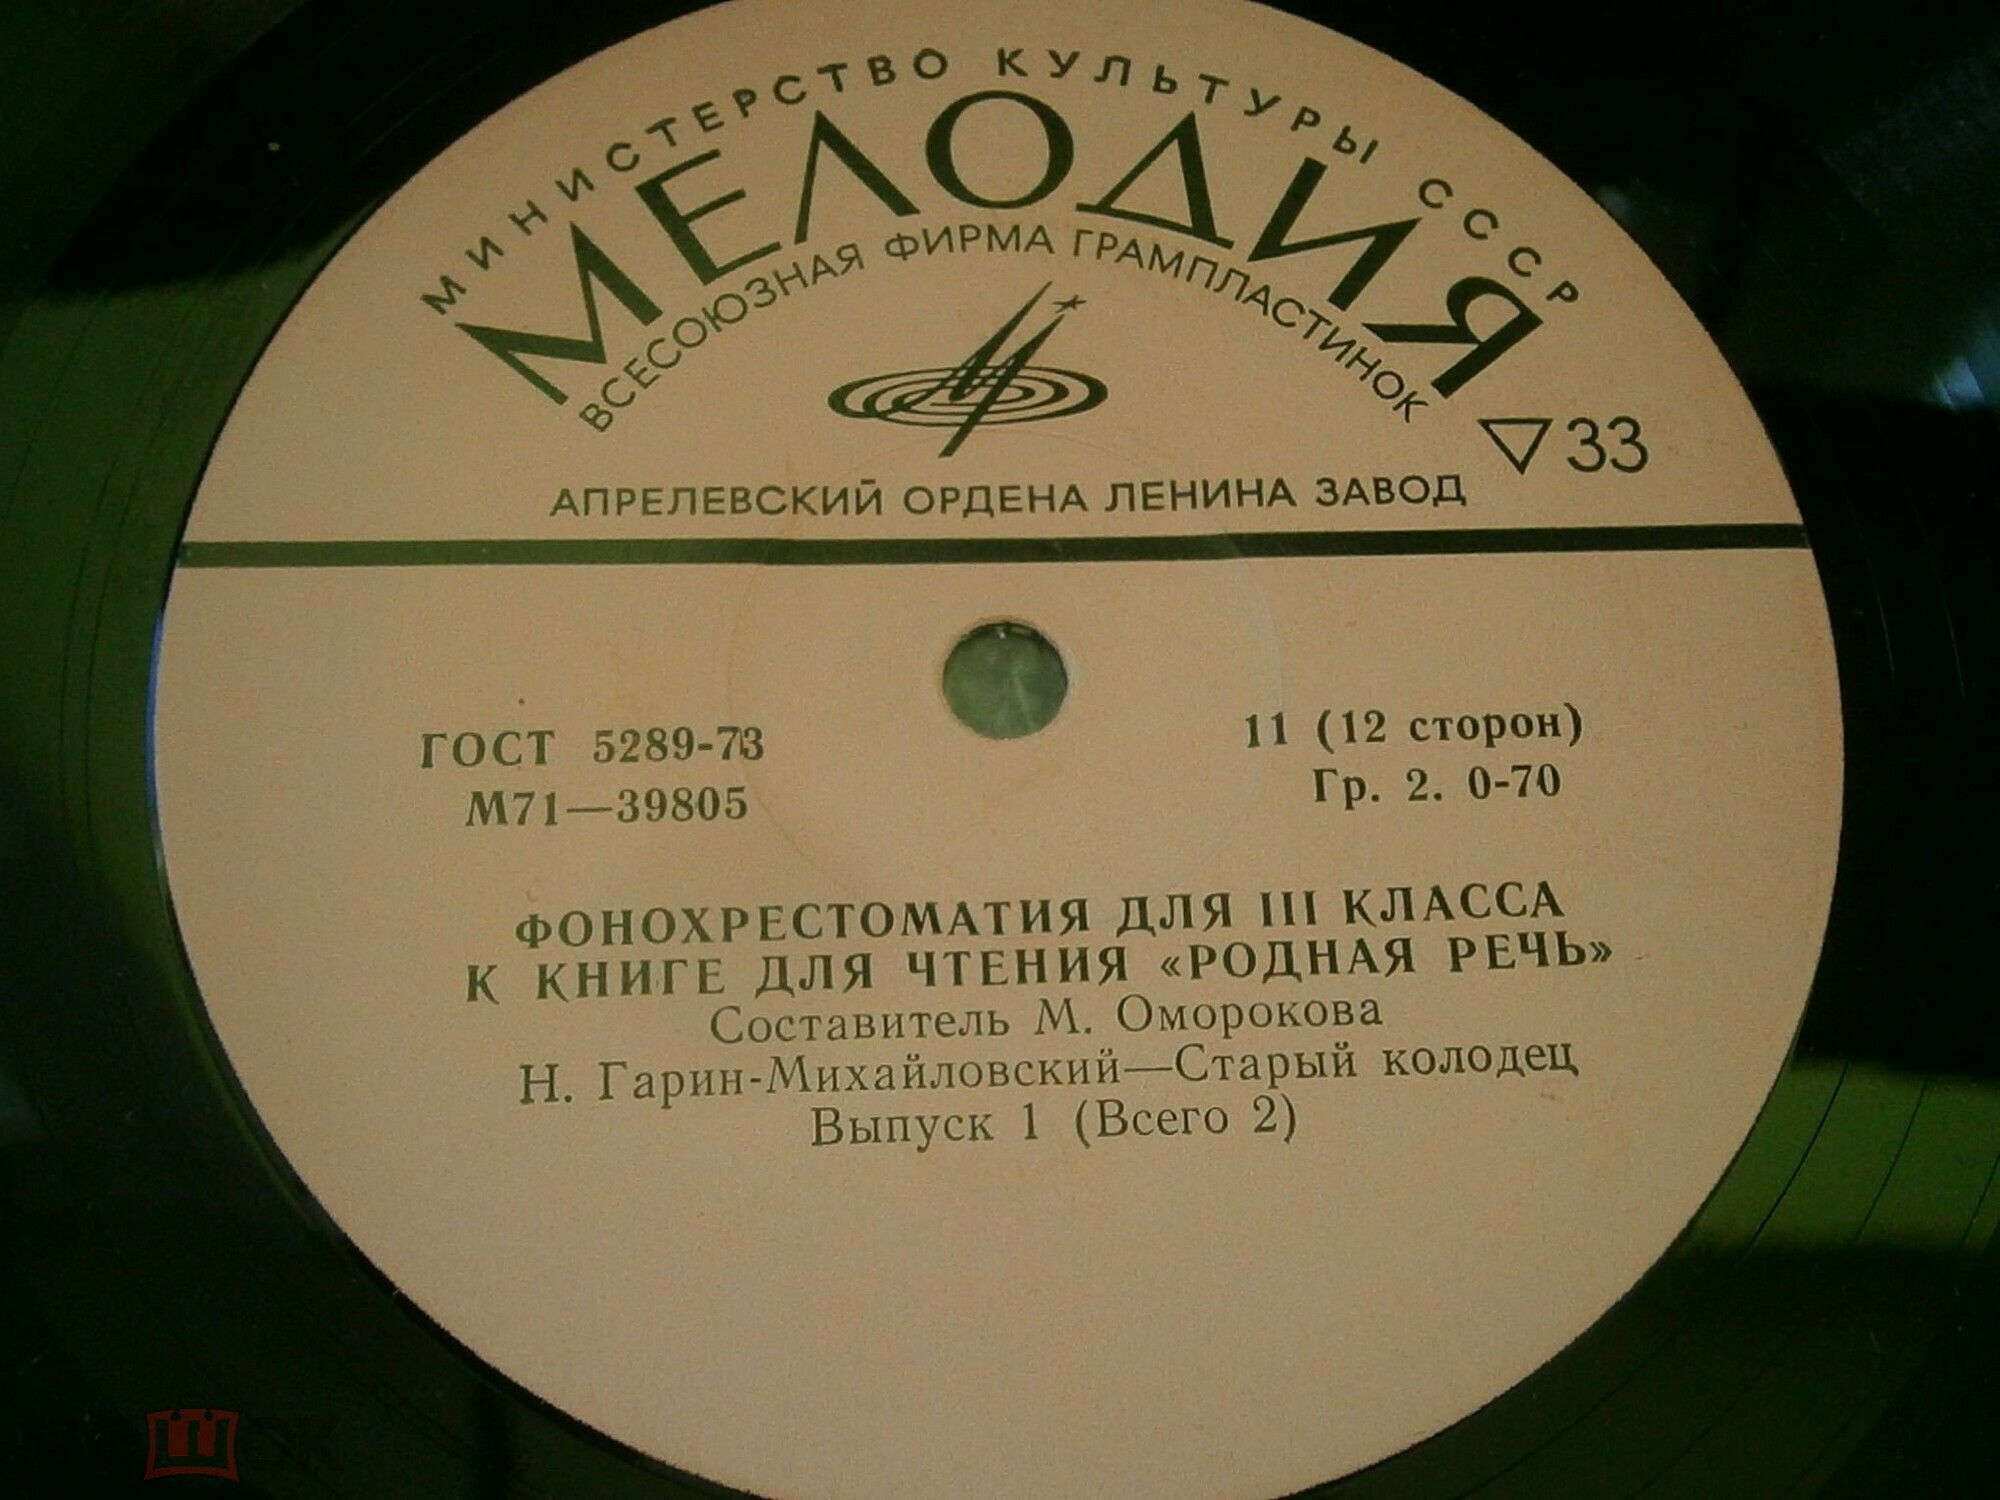 МИНИСТЕРСТВО КУЛЬТУРЫ СССР
МЕЛОДИЯ
ВСЕСОЮЗНАЯ ФИРМА ГРАМПЛАСТИНОК
33
АПРЕЛЕВСКИЙ ОРДЕНА ЛЕНИНА ЗАВОД
ГОСТ 5289-73
11 (12 сторон)
М71—39805
Гр. 2. 0-70
ФОНОХРЕСТОМАТИЯ ДЛЯ III КЛАССА
К КНИГЕ ДЛЯ ЧТЕНИЯ «РОДНАЯ РЕЧЬ»
Составитель М. Оморокова
Н. Гарин-Михайловский—Старый колодец
Выпуск 1 (Всего 2)